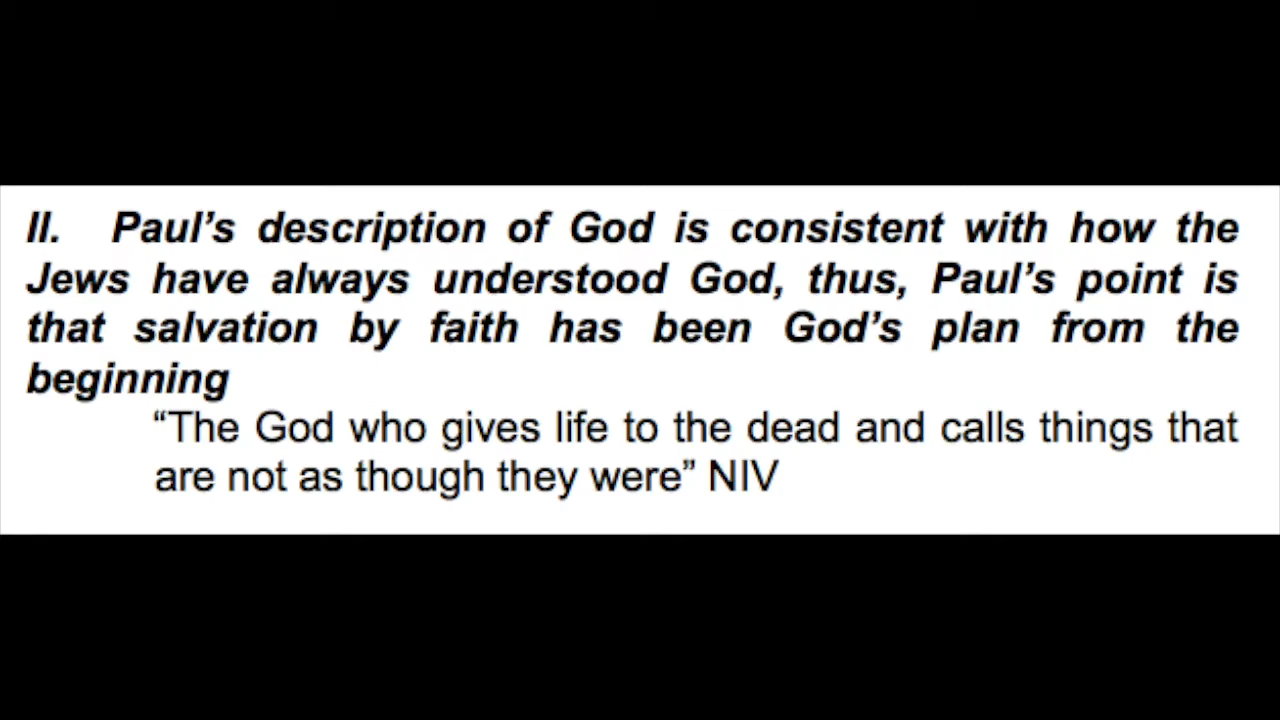 II. Paul’s description of God is consistent with how the
Jews have always understood God, thus, Paul’s point is
that salvation by faith has been God’s plan from the
beginning
“The God who gives life to the dead and calls things that
are not as though they were” NIV